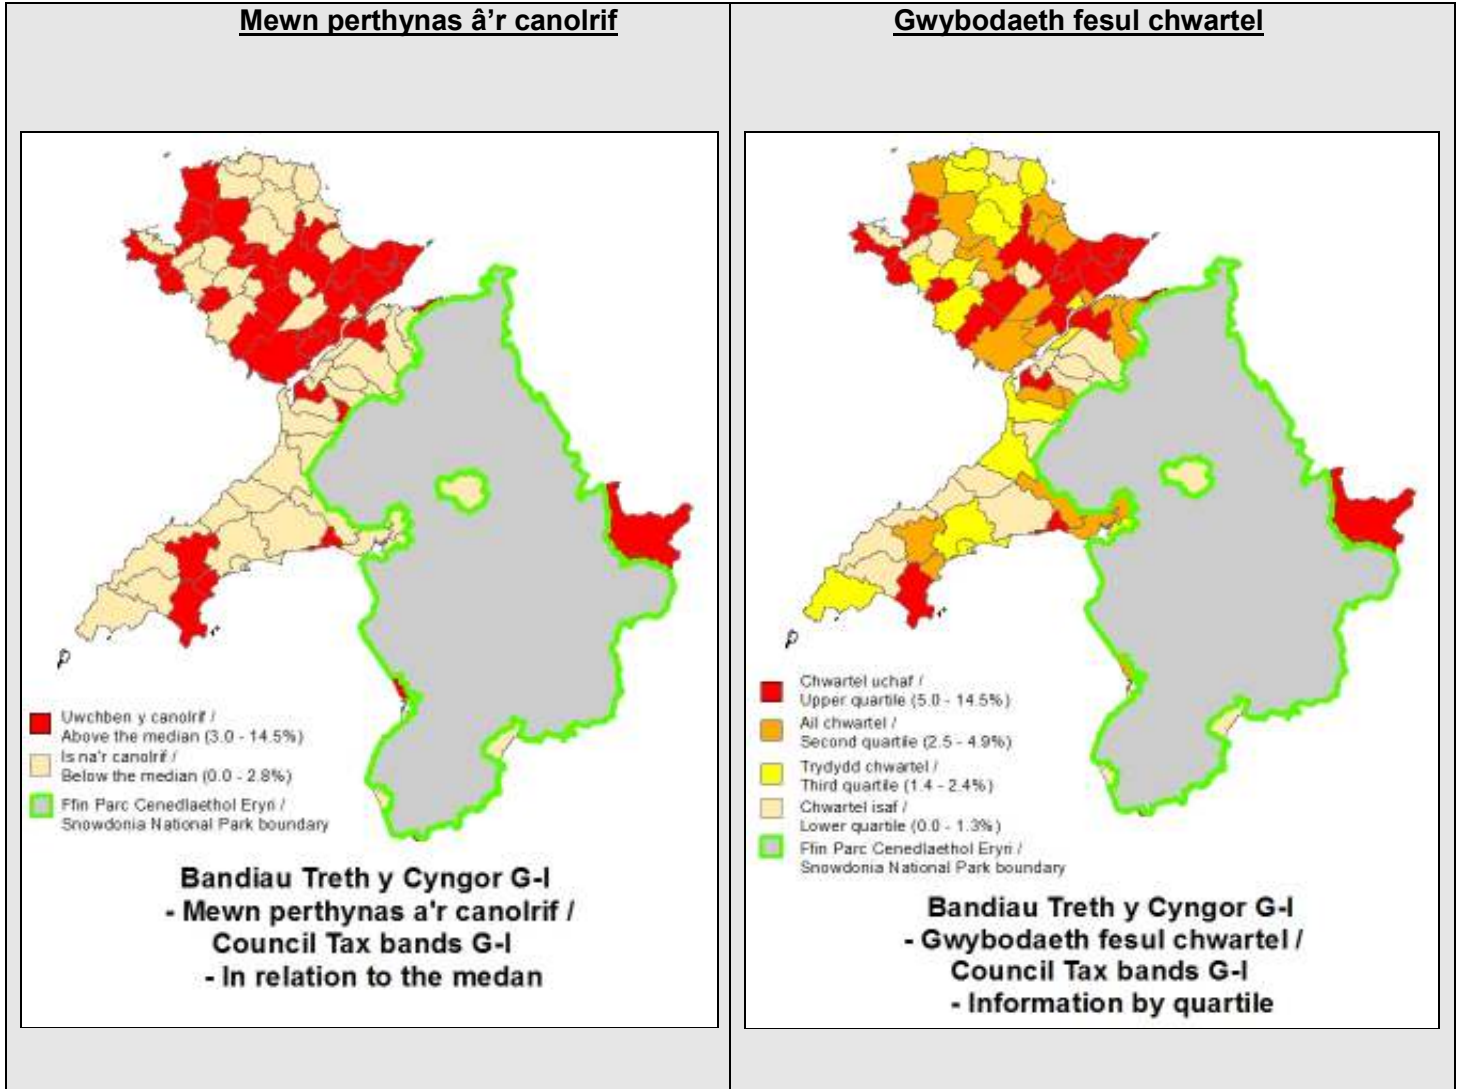 Mewn perthynas â’r canolrif
Uwchben y canolrif /
Above the median (3.0 - 14.5%)
Is na'r canolrif /
Below the median (0.0 - 2.8%)
Ffin Parc Cenedlaethol Eryri /
Snowdonia National Park boundary
Bandiau Treth y Cyngor G-I
- Mewn perthynas a'r canolrif /
Council Tax bands G-I
- In relation to the medan
Gwybodaeth fesul chwartel
Chwartel uchaf /
Upper quartile (5.0 - 14.5%)
Ail chwartel /
Second quartile (2.5 - 4.9%)
Trydydd chwartel /
Third quartile (1.4 - 2.4%)
Chwartel isaf /
Lower quartile (0.0 - 1.3%)
Ffin Parc Cenedlaethol Eryri /
Snowdonia National Park boundary
Bandiau Treth y Cyngor G-I
- Gwybodaeth fesul chwartel /
Council Tax bands G-I
- Information by quartile